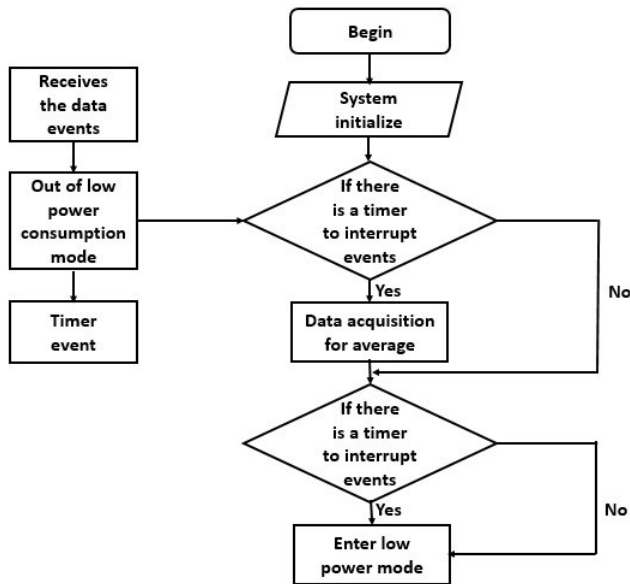 Begin
Receives
the data
events
System
initialize
Out of low
power
consumption
mode
If there
is a timer
to interrupt
events
Yes
No
Timer
event
Data acquisition
for average
If there
is a timer
to interrupt
events
Yes
No
Enter low
power mode